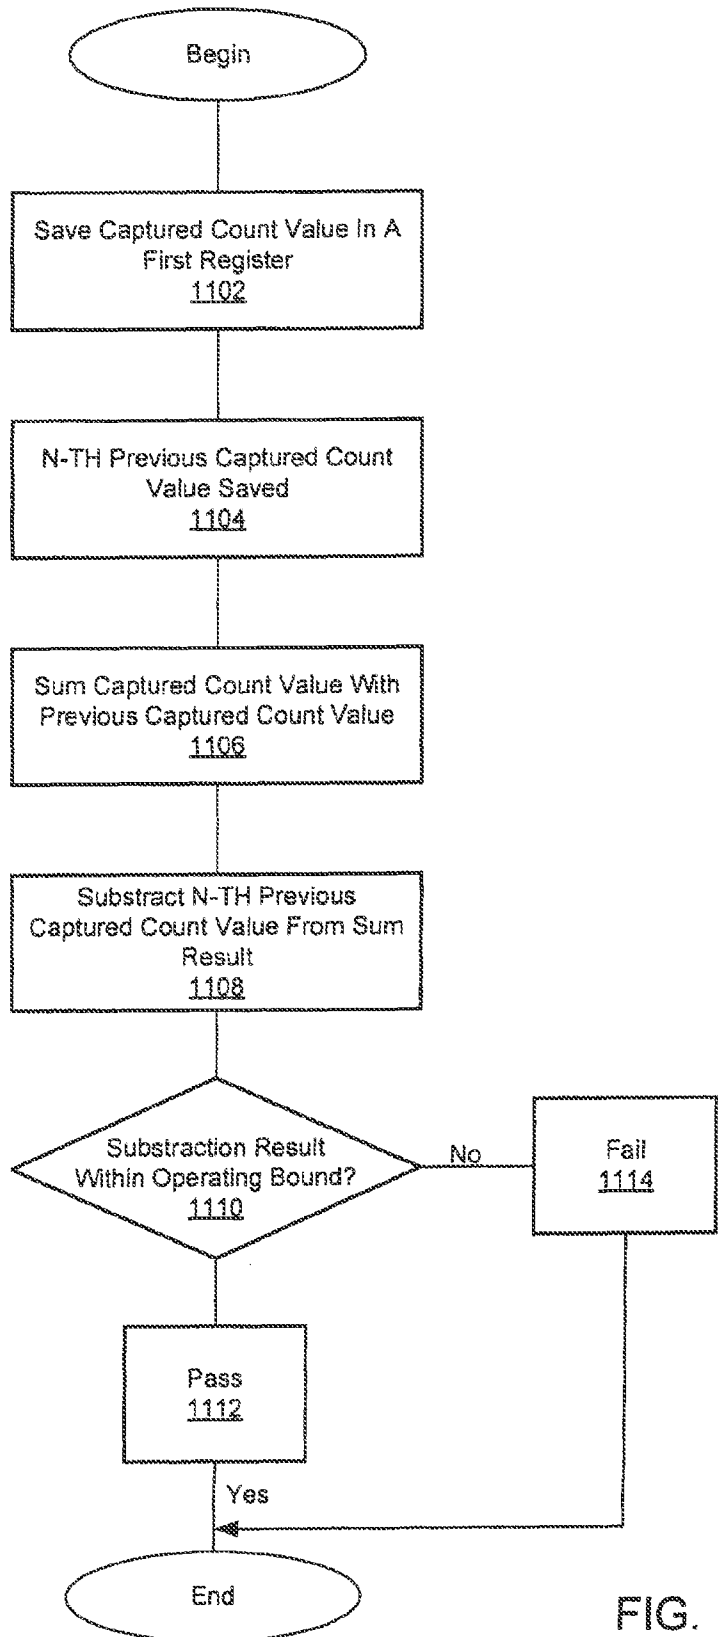 Begin
Save Captured Count Value In A
First Register
1102
N-TH Previous Captured Count
Value Saved
1104
Sum Captured Count Value With
Previous Captured Count Value
1106
Substract N-TH Previous
Captured Count Value From Sum
Result
1108
Substraction Result
Within Operating Bound?
1110
No
Fail
1114
Pass
1112
Yes
End
FIG.